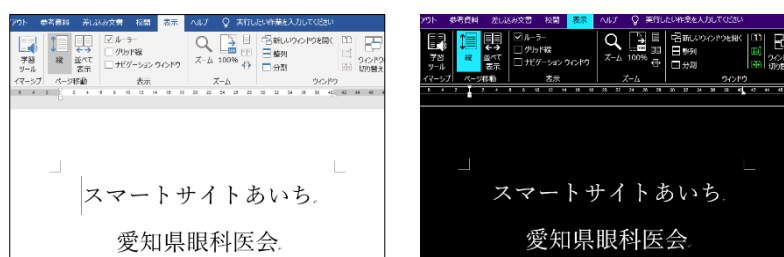 アウト 参考資料 差し込み文書 校閲 表示 ヘルプ 実行したい作業を入力してください
学習ツール
縦
並べて表示
ルーラー
グリッド線
ナビゲーション ウィンドウ
ズーム 100%
新しいウィンドウを開く
整列
分割
ウィンドウ 切り替え
イマーシブ ページ移動 表示 ズーム ウィンドウ
スマートサイトあいち
愛知県眼科医会
アウト 参考資料 差し込み文書 校閲 表示 ヘルプ 実行したい作業を入力してください
学習ツール
縦
並べて表示
ルーラー
グリッド線
ナビゲーション ウィンドウ
ズーム 100%
新しいウィンドウを開く
整列
分割
イマーシブ ページ移動 表示 ズーム ウィンドウ
スマートサイトあいち
愛知県眼科医会